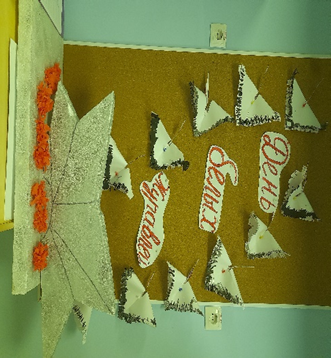 День
Белых
Журавлей